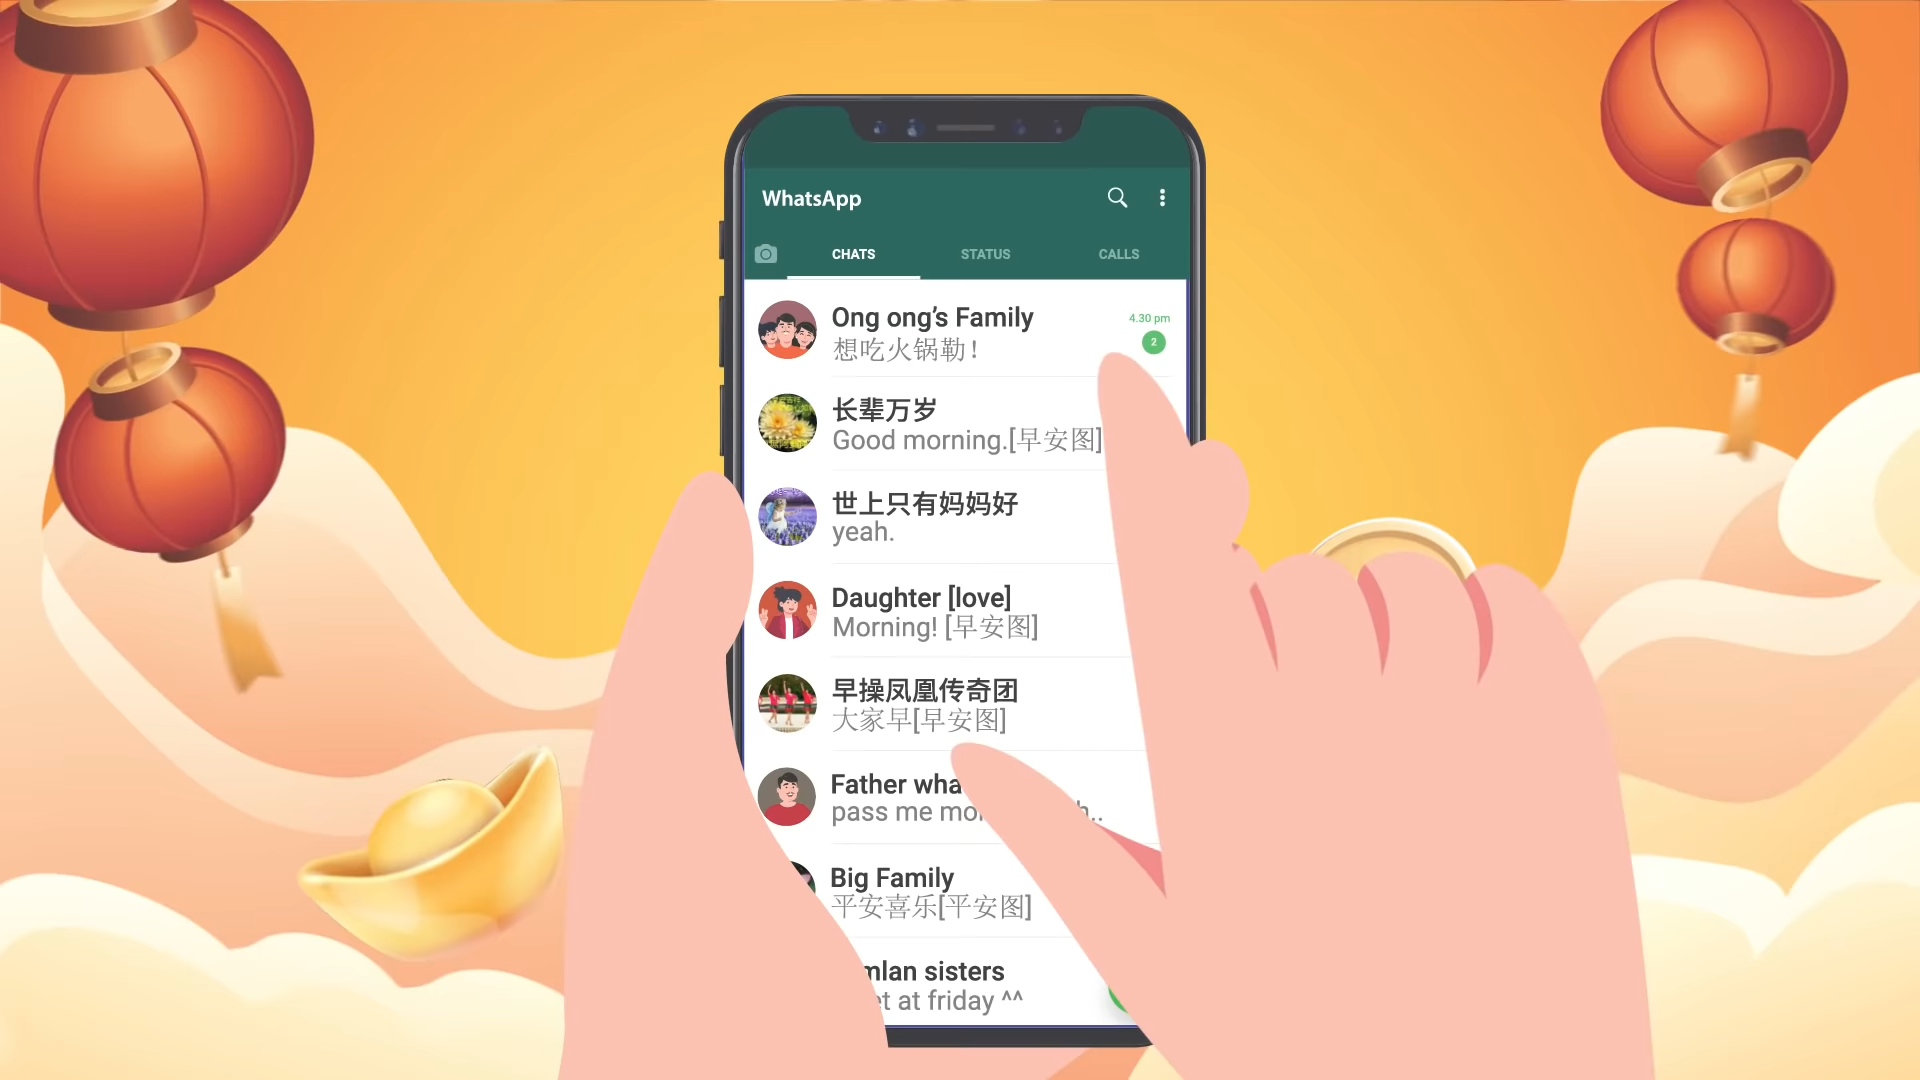 WhatsApp
CHATS STATUS CALLS
Ong ong’s Family 4.30 pm
想吃火锅勒! 2
长辈万岁
Good morning.[早安图]
世上只有妈妈好
yeah.
Daughter [love]
Morning! [早安图]
早操凤凰传奇团
大家早[早安图]
Father
pass me
Big Family
平安喜乐[平安图]
sisters
at friday ^^